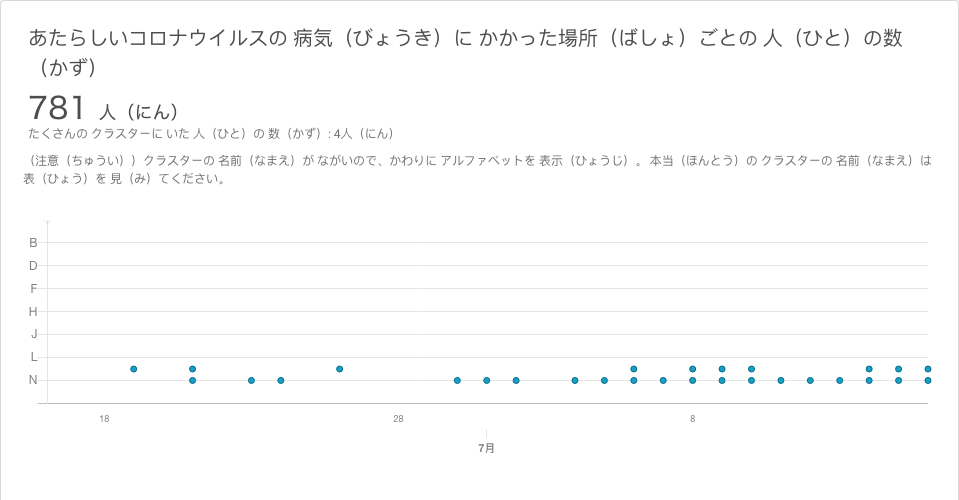 あたらしいコロナウイルスの 病気（びょうき）に かかった場所（ばしょ）ごとの 人（ひと）の数
（かず）
781 人（にん）
たくさんの クラスターに いた 人（ひと）の 数（かず）: 4人（にん）
（注意（ちゅうい））クラスターの 名前（なまえ）が ながいので、かわりに アルファベットを 表示（ひょうじ）。 本当（ほんとう）の クラスターの 名前（なまえ）は
表（ひょう）を 見（み）てください。
B
D
F
H
J
L
N
18 28 8
7月